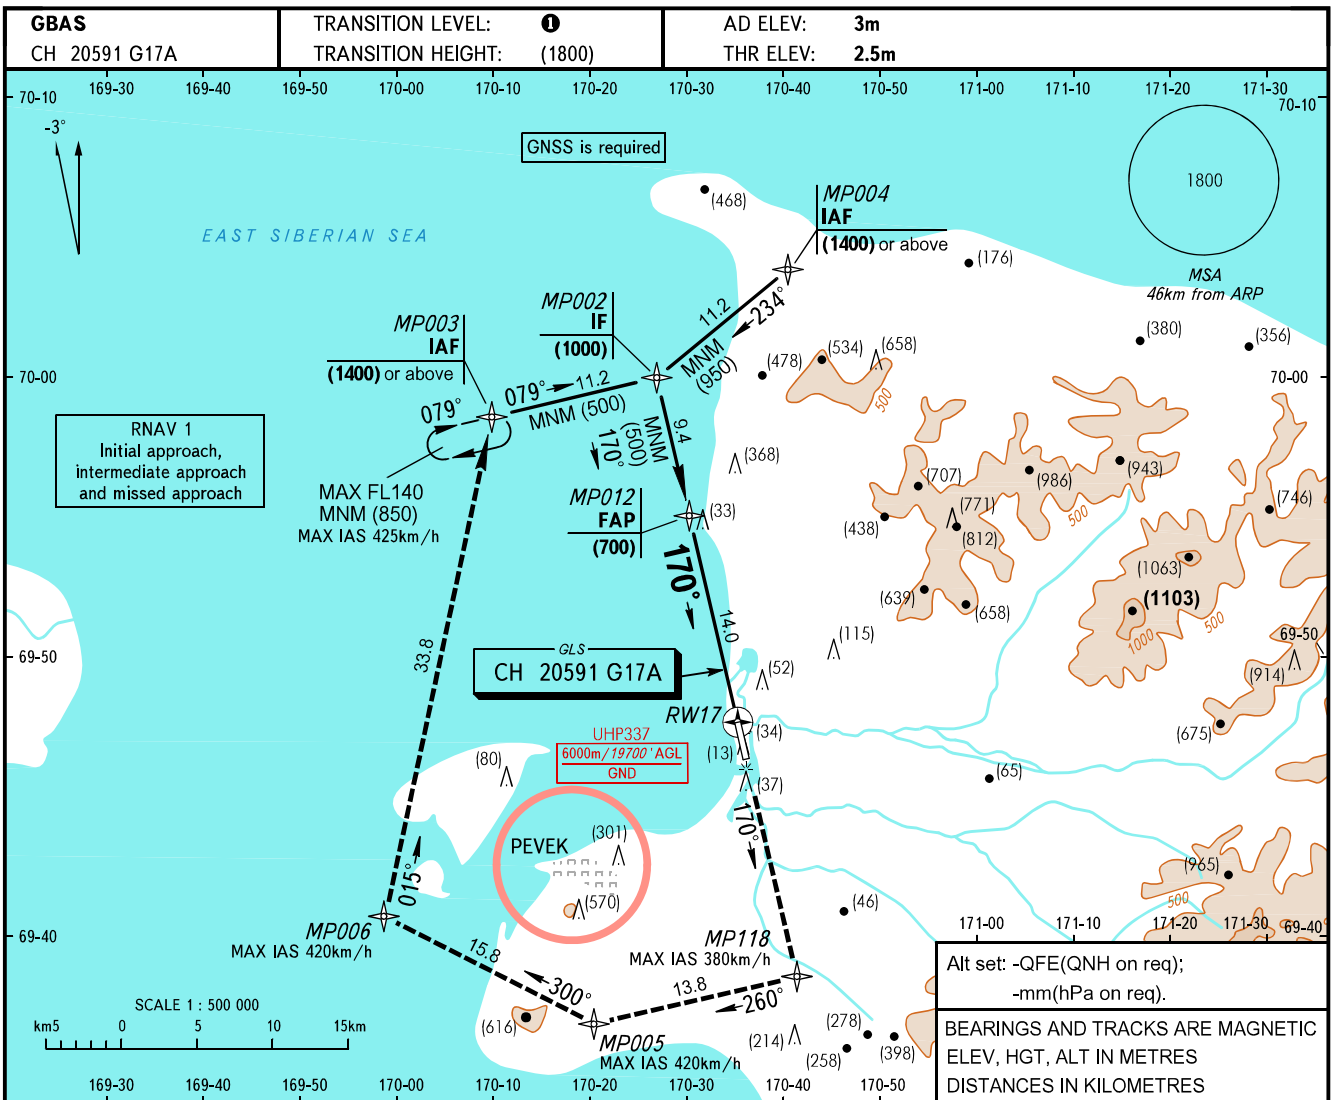 GBAS
CH 20591 G17A
TRANSITION LEVEL: 1
TRANSITION HEIGHT: (1800)
AD ELEV: 3m
THR ELEV: 2.5m
169-30 169-40 169-50 170-00 170-10 170-20 170-30 170-40 170-50 171-00 171-10 171-20 171-30
70-10
70-10
-3°
GNSS is required
1800
MSA
46km from ARP
EAST SIBERIAN SEA
(468)
MP004
IAF
(1400) or above
(176)
(380)
(356)
MP002
IF
(1000)
MP003
IAF
(1400) or above
11.2
234°
MNM
(950)
(478)
(534)
(658)
500
70-00
70-00
079°
079°
11.2
MNM (500)
RNAV 1
Initial approach,
intermediate approach
and missed approach
MAX FL140
MNM (850)
MAX IAS 425km/h
9.4
MNM
(500)
170°
(368)
MP012
FAP
(700)
(33)
(707)
(986)
(943)
500
(771)
(438)
(812)
(746)
(639)
(658)
(1063)
(1103)
1000
500
170°
14.0
(115)
(52)
33.8
69-50
69-50
GLS
CH 20591 G17A
(914)
(675)
RW17
(34)
(13)
(37)
UHP337
6000m/19700'AGL
GND
(80)
(65)
PEVEK
(301)
(570)
170°
015°
(965)
500
(46)
MP006
MAX IAS 420km/h
69-40
171-00 171-10 171-20 171-30 69-40
15.8
300°
MP118
MAX IAS 380km/h
13.8
260°
MP005
MAX IAS 420km/h
(616)
(214)
(278)
(258)
(398)
SCALE 1 : 500 000
km5 0 5 10 15km
Alt set: -QFE(QNH on req);
-mm(hPa on req).
BEARINGS AND TRACKS ARE MAGNETIC
ELEV, HGT, ALT IN METRES
DISTANCES IN KILOMETRES
169-30 169-40 169-50 170-00 170-10 170-20 170-30 170-40 170-50